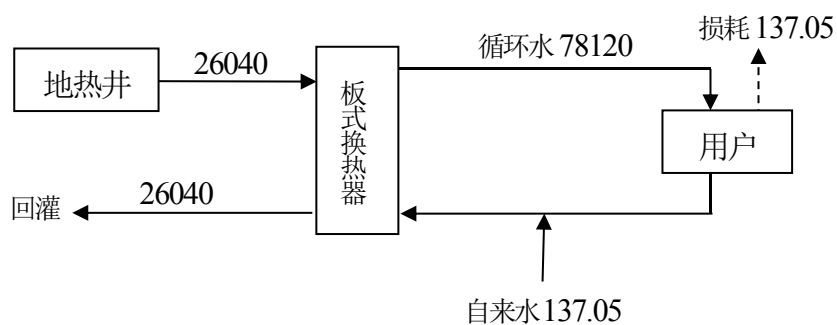 损耗 137.05
循环水 78120
地热井
26040
板式换热器
用户
回灌
26040
自来水 137.05